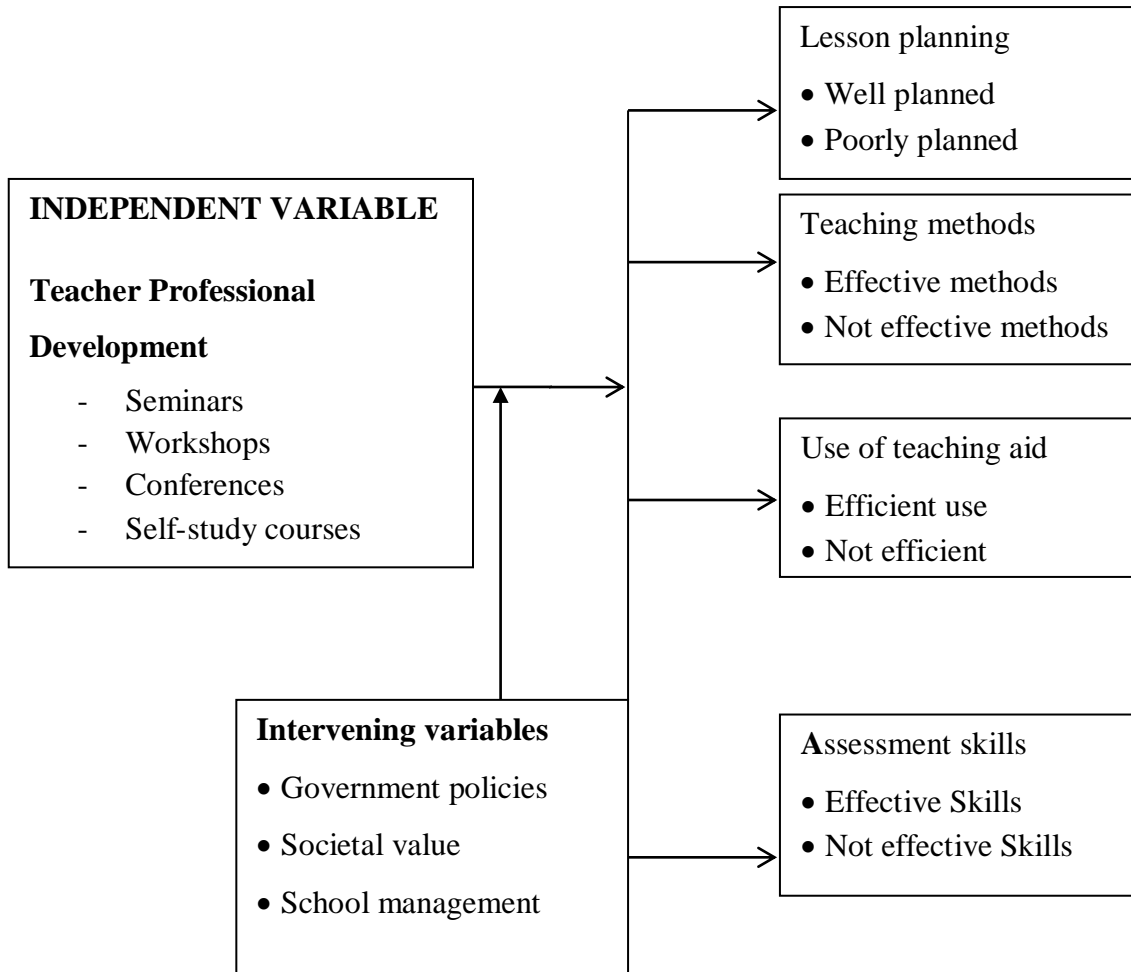 INDEPENDENT VARIABLE
Teacher Professional
Development
- Seminars
- Workshops
- Conferences
- Self-study courses
Intervening variables
• Government policies
• Societal value
• School management
Lesson planning
• Well planned
• Poorly planned
Teaching methods
• Effective methods
• Not effective methods
Use of teaching aid
• Efficient use
• Not efficient
Assessment skills
• Effective Skills
• Not effective Skills